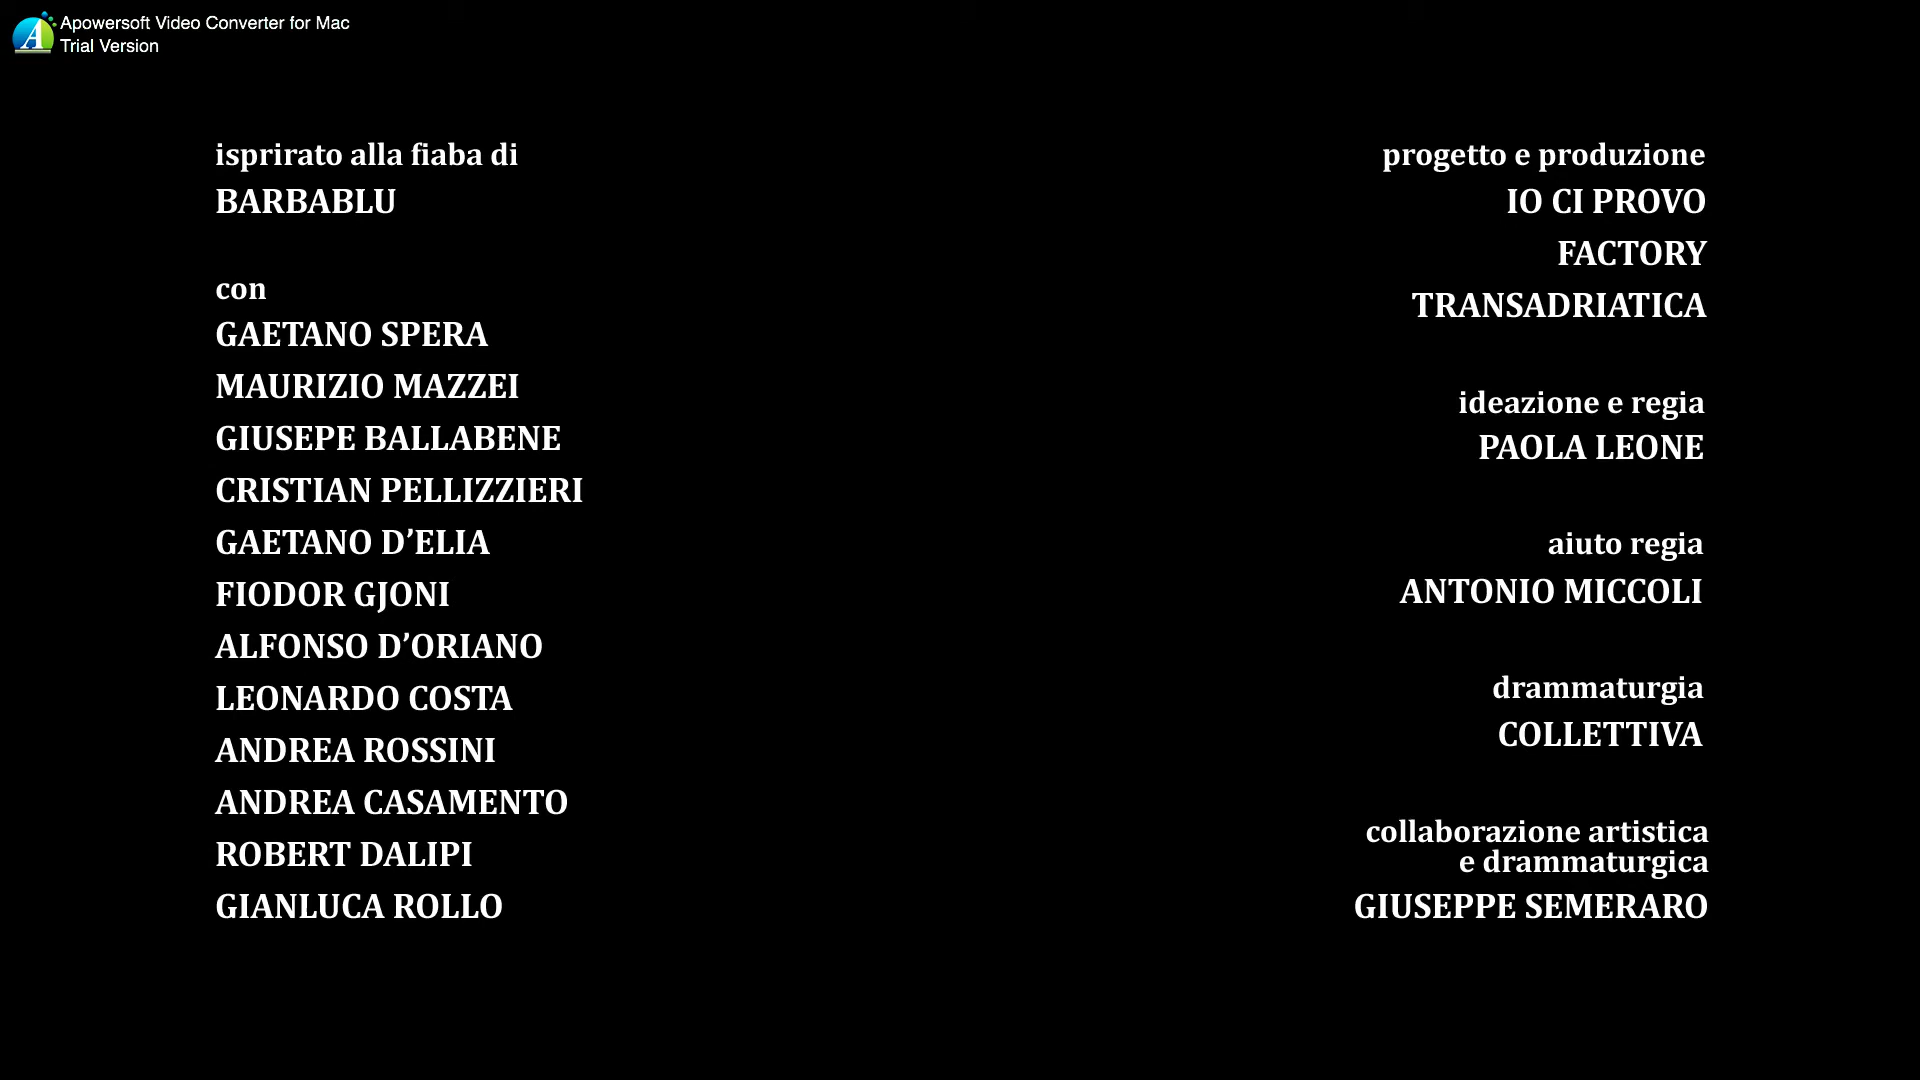 Apowersoft Video Converter for Mac
Trial Version
isprirato alla fiaba di
BARBABLU
con
GAETANO SPERA
MAURIZIO MAZZEI
GIUSEPE BALLABENE
CRISTIAN PELLIZZIERI
GAETANO D’ELIA
FIODOR GJONI
ALFONSO D’ORIANO
LEONARDO COSTA
ANDREA ROSSINI
ANDREA CASAMENTO
ROBERT DALIPI
GIANLUCA ROLLO
progetto e produzione
IO CI PROVO
FACTORY
TRANSADRIATICA
ideazione e regia
PAOLA LEONE
aiuto regia
ANTONIO MICCOLI
drammaturgia
COLLETTIVA
collaborazione artistica
e drammaturgica
GIUSEPPE SEMERARO